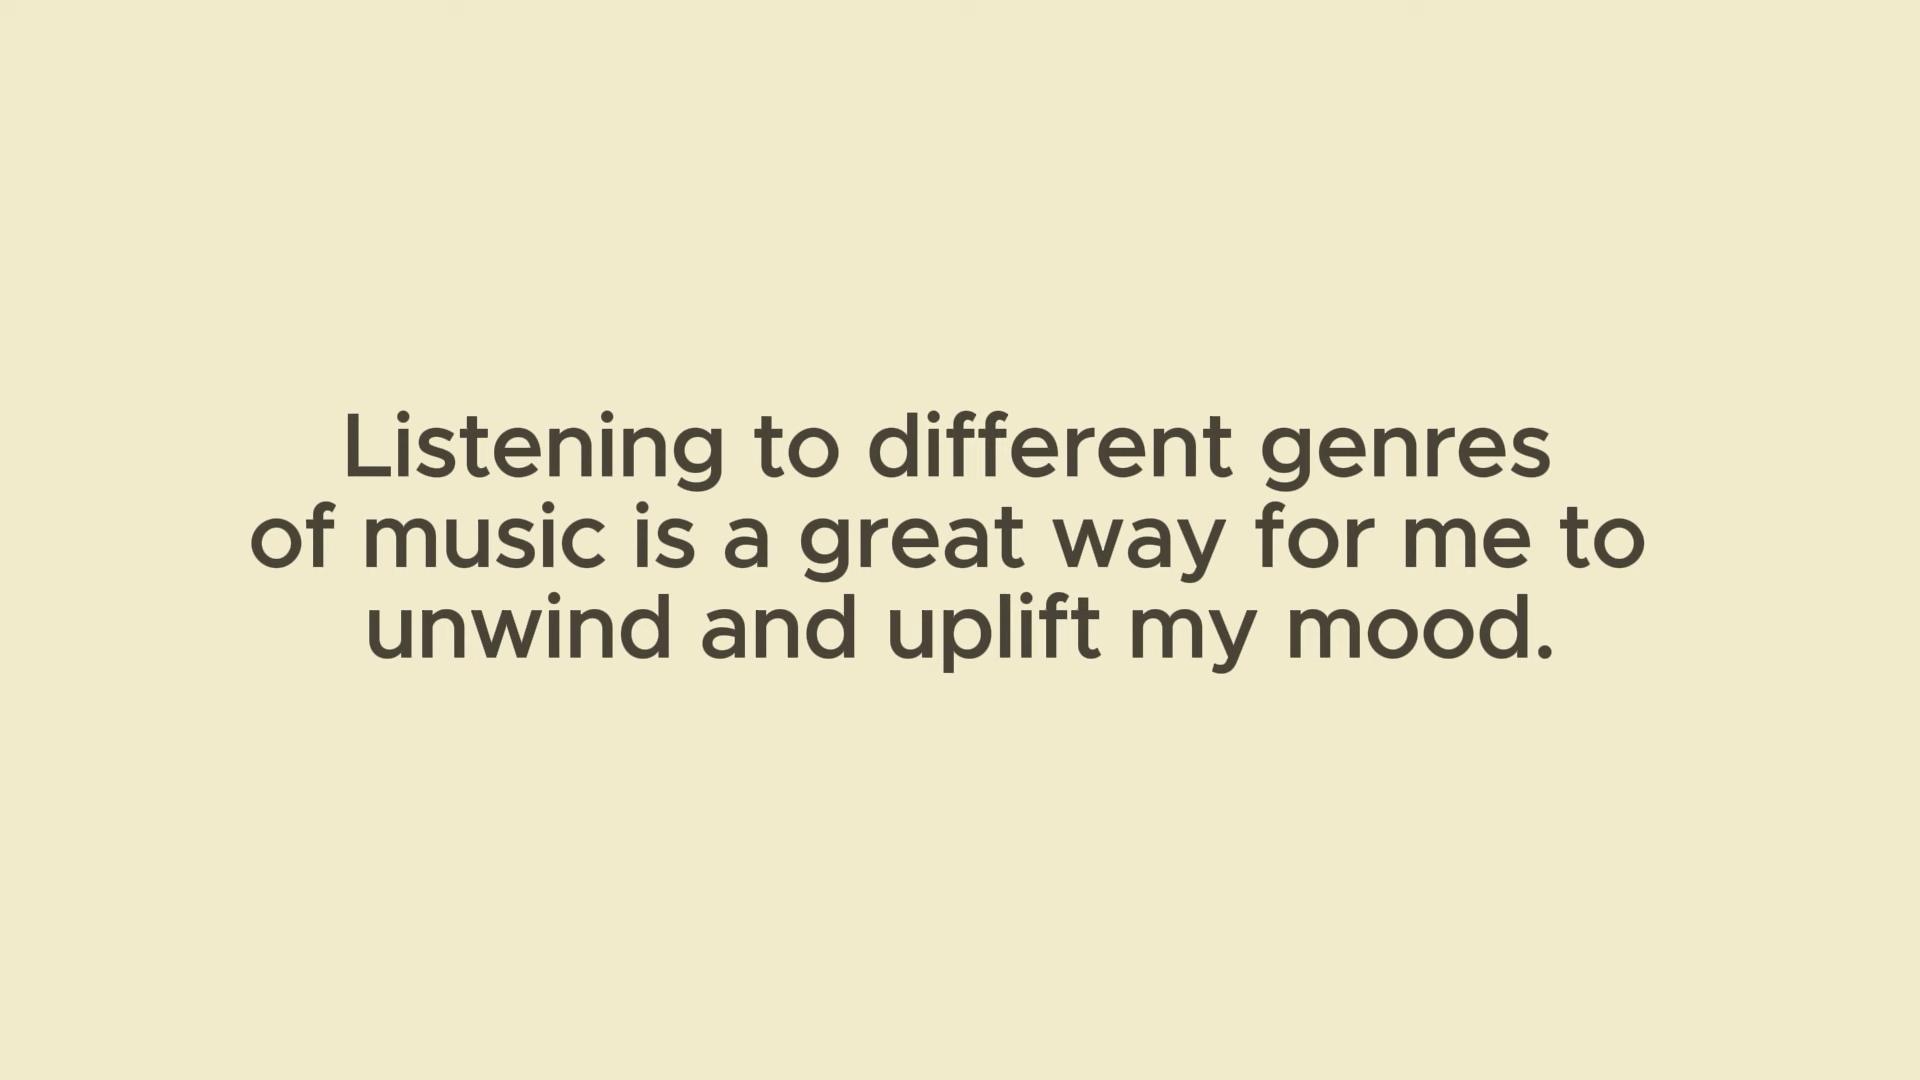 Listening to different genres
of music is a great way for me to
unwind and uplift my mood.